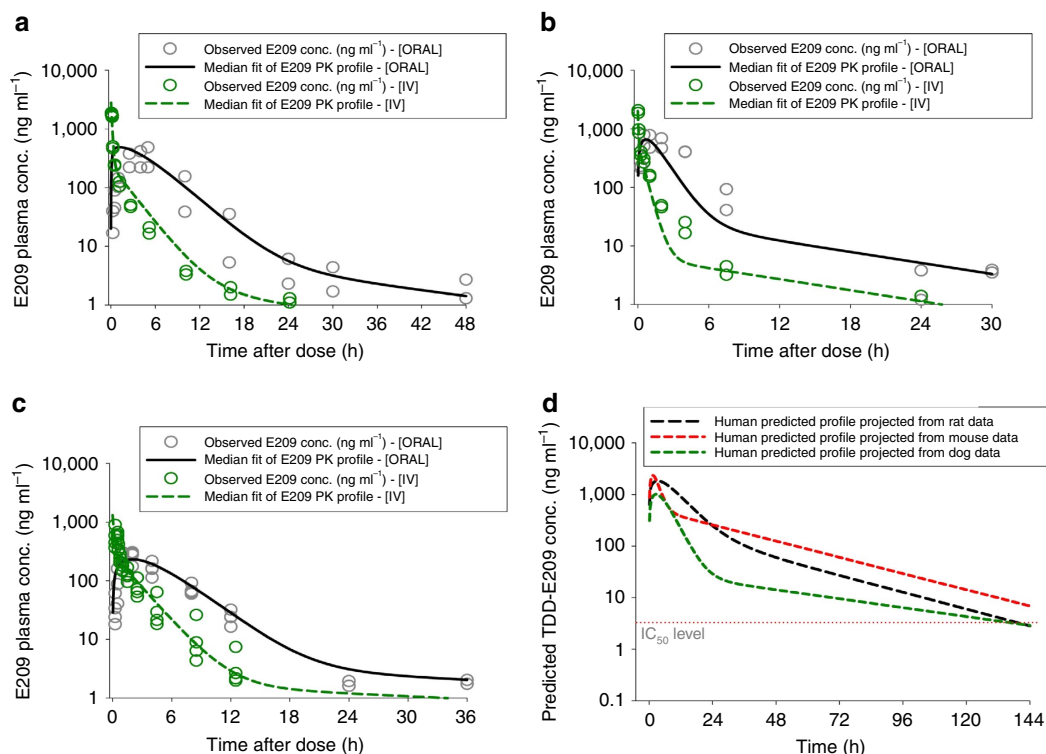 a
Observed E209 conc. (ng ml⁻¹) - [ORAL]
Median fit of E209 PK profile - [ORAL]
Observed E209 conc. (ng ml⁻¹) - [IV]
Median fit of E209 PK profile - [IV]
E209 plasma conc. (ng ml⁻¹)
10,000
1,000
100
10
1
0 6 12 18 24 30 36 42 48
Time after dose (h)
b
Observed E209 conc. (ng ml⁻¹) - [ORAL]
Median fit of E209 PK profile - [ORAL]
Observed E209 conc. (ng ml⁻¹) - [IV]
Median fit of E209 PK profile - [IV]
E209 plasma conc. (ng ml⁻¹)
10,000
1,000
100
10
1
0 6 12 18 24 30
Time after dose (h)
c
Observed E209 conc. (ng ml⁻¹) - [ORAL]
Median fit of E209 PK profile - [ORAL]
Observed E209 conc. (ng ml⁻¹) - [IV]
Median fit of E209 PK profile - [IV]
E209 plasma conc. (ng ml⁻¹)
10,000
1,000
100
10
1
0 6 12 18 24 30 36
Time after dose (h)
d
Human predicted profile projected from rat data
Human predicted profile projected from mouse data
Human predicted profile projected from dog data
Predicted TDD-E209 conc. (ng ml⁻¹)
10,000
1,000
100
10
1
0.1
IC₅₀ level
0 24 48 72 96 120 144
Time (h)